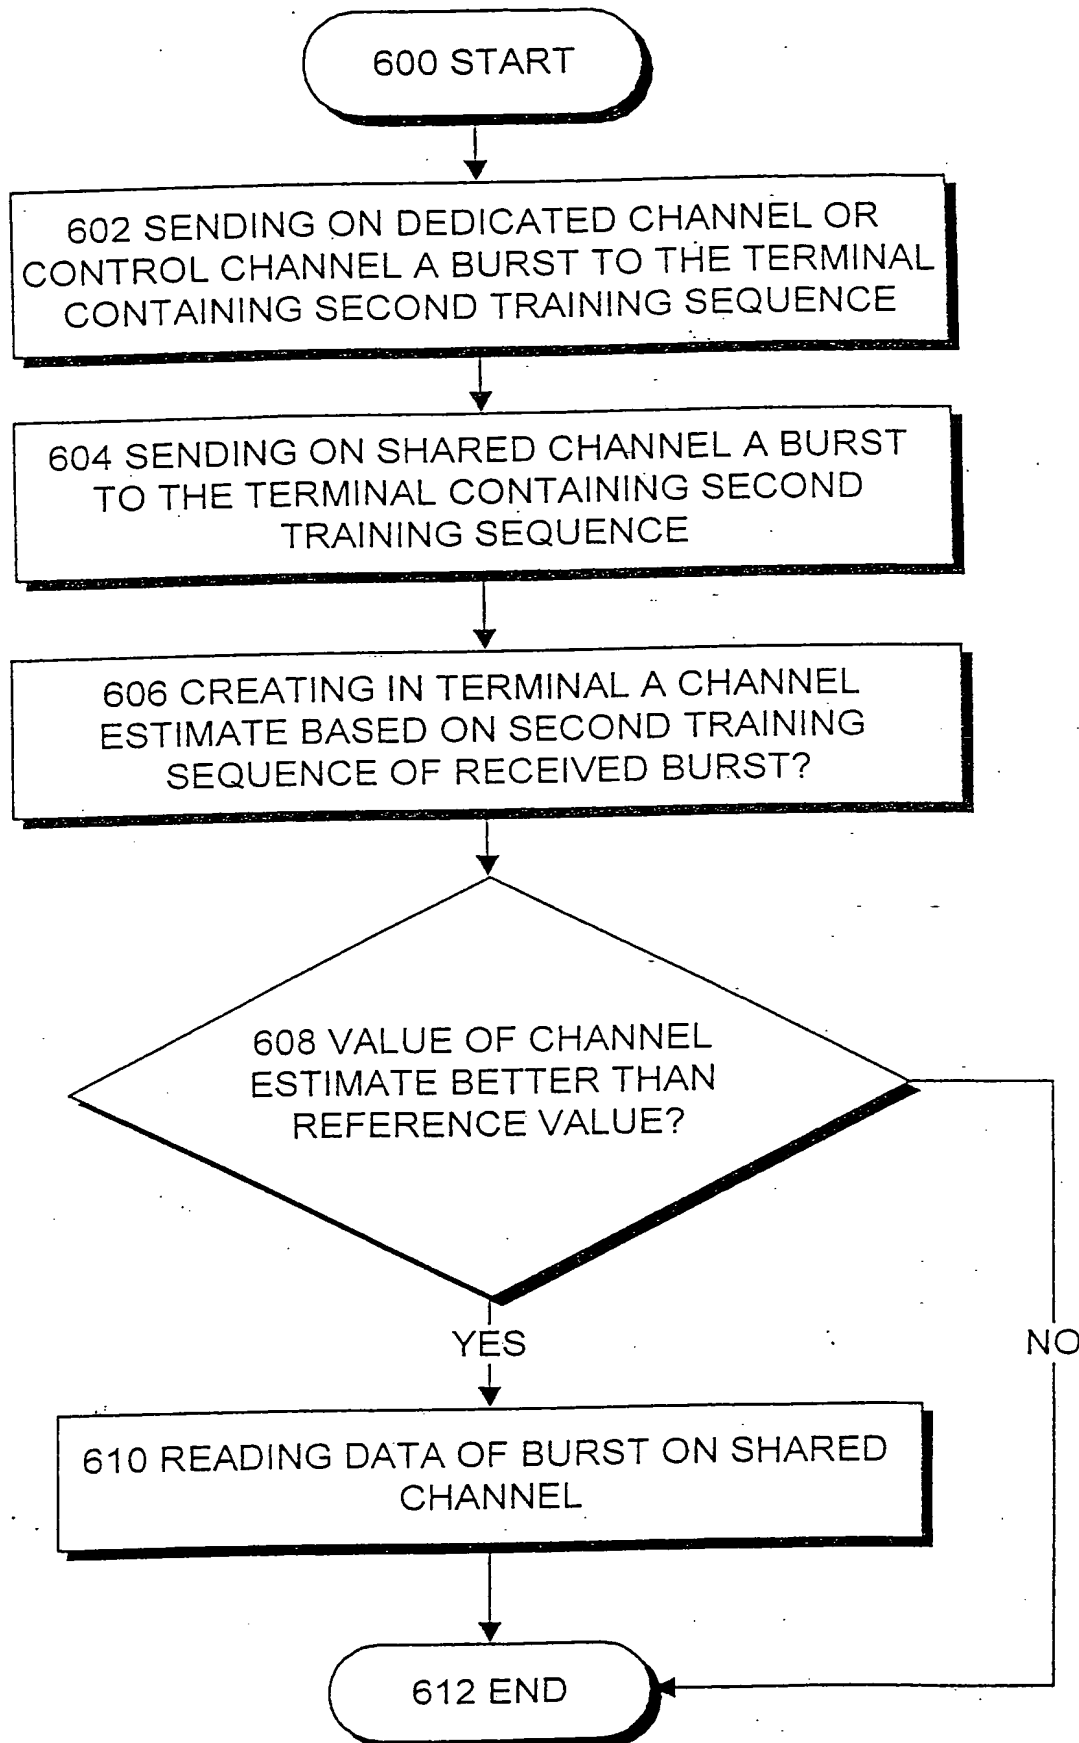 600 START
602 SENDING ON DEDICATED CHANNEL OR
CONTROL CHANNEL A BURST TO THE TERMINAL
CONTAINING SECOND TRAINING SEQUENCE
604 SENDING ON SHARED CHANNEL A BURST
TO THE TERMINAL CONTAINING SECOND
TRAINING SEQUENCE
606 CREATING IN TERMINAL A CHANNEL
ESTIMATE BASED ON SECOND TRAINING
SEQUENCE OF RECEIVED BURST?
608 VALUE OF CHANNEL
ESTIMATE BETTER THAN
REFERENCE VALUE?
YES
NO
610 READING DATA OF BURST ON SHARED
CHANNEL
612 END